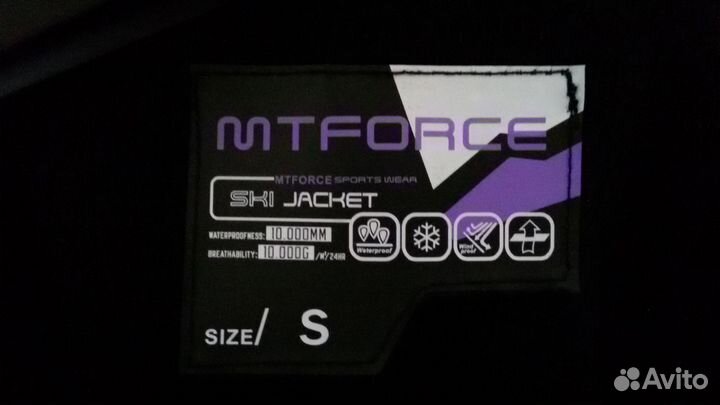 MTFORCE
MTFORCE SPORTS WEAR
SKI JACKET
WATERPROOFNESS: 10.000MM
BREATHABILITY: 10.000G /M²/24HR
Waterproof
Wind proof
SIZE/ S
Avito